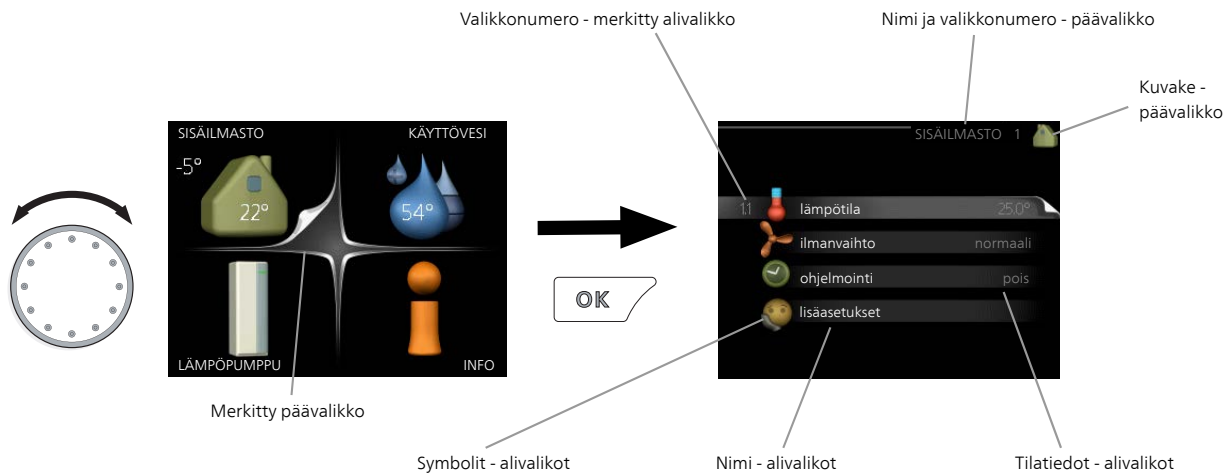 Valikkonumero - merkitty alivalikko
Nimi ja valikkonumero - päävalikko
Kuvake -
päävalikko
SISÄILMASTO
KÄYTTÖVESI
-5°
22°
54°
LÄMPÖPUMPPU
INFO
Merkitty päävalikko
OK
SISÄILMASTO 1
1.1 lämpötila 25.0°
ilmanvaihto normaali
ohjelmointi pois
lisäasetukset
Symbolit - alivalikot
Nimi - alivalikot
Tilatiedot - alivalikot